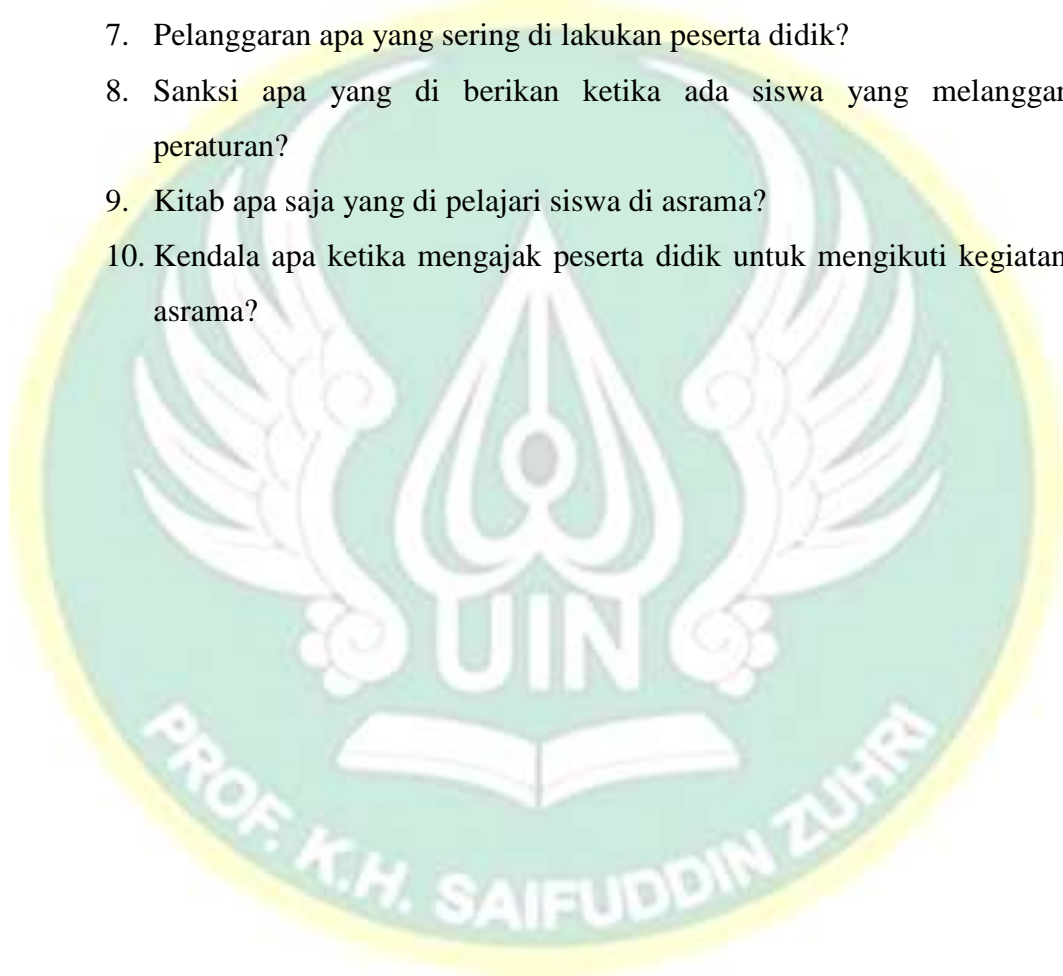 7. Pelanggaran apa yang sering di lakukan peserta didik?
8. Sanksi apa yang di berikan ketika ada siswa yang melanggar
peraturan?
9. Kitab apa saja yang di pelajari siswa di asrama?
10. Kendala apa ketika mengajak peserta didik untuk mengikuti kegiatan
asrama?
UIN
PROF. K.H. SAIFUDDIN ZUHRI